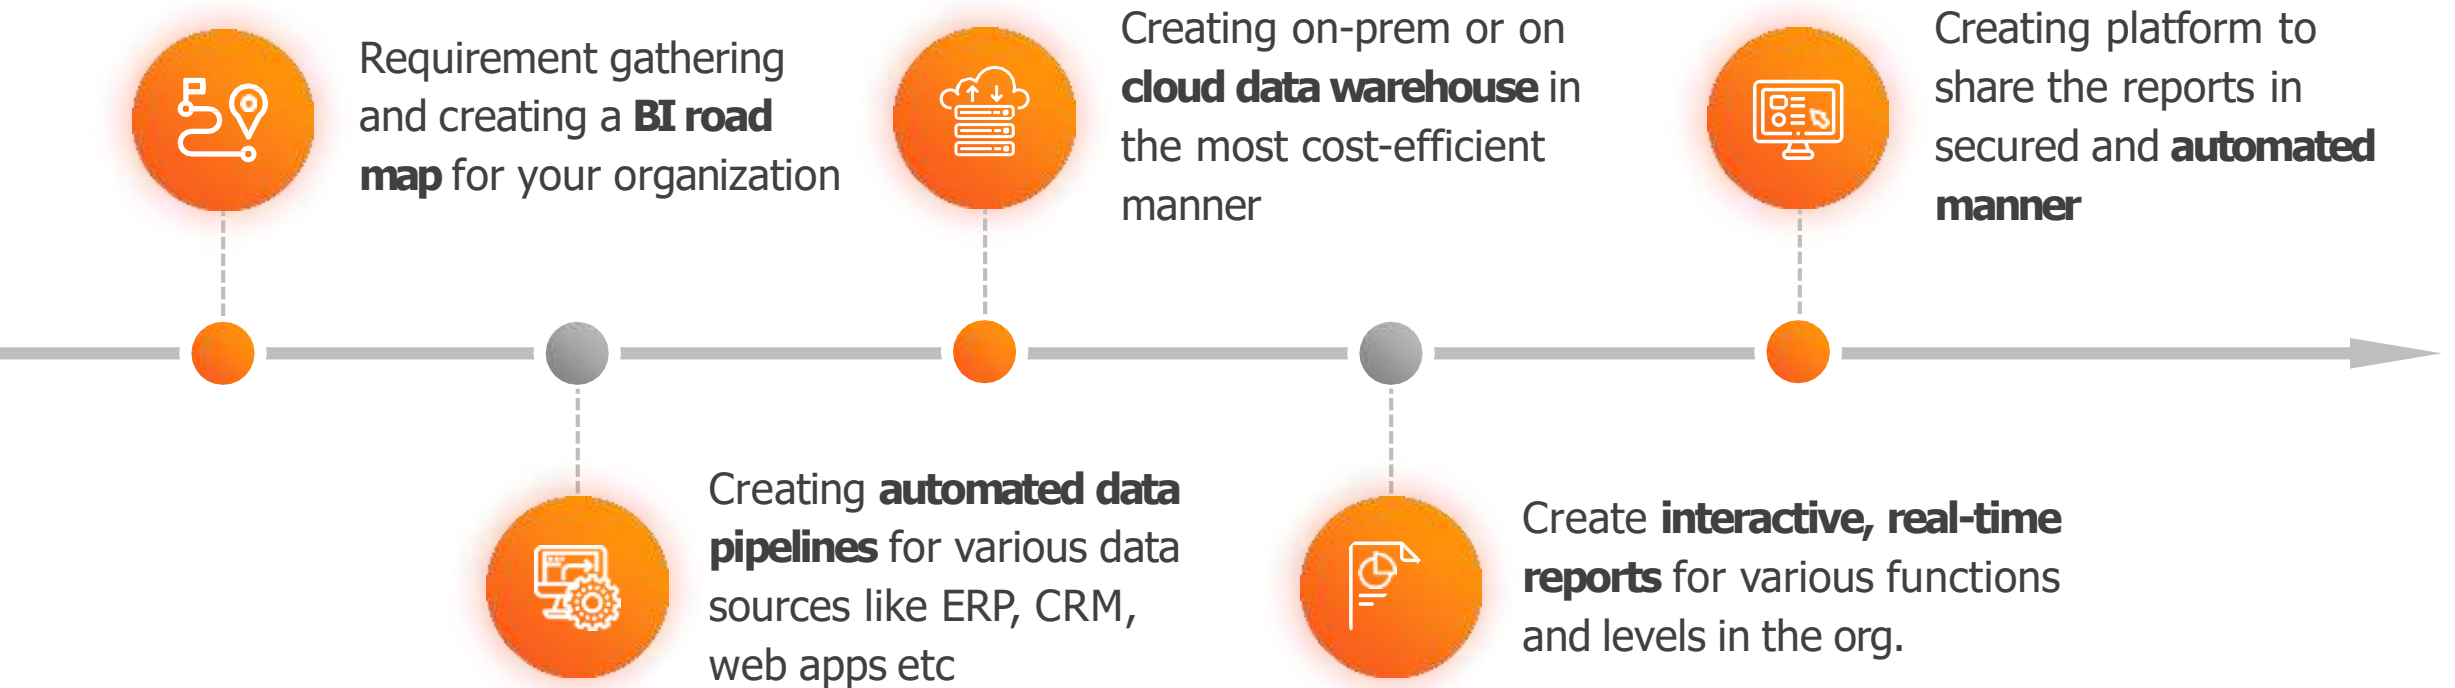 Requirement gathering
and creating a BI road
map for your organization
Creating automated data
pipelines for various data
sources like ERP, CRM,
web apps etc
Creating on-prem or on
cloud data warehouse in
the most cost-efficient
manner
Create interactive, real-time
reports for various functions
and levels in the org.
Creating platform to
share the reports in
secured and automated
manner